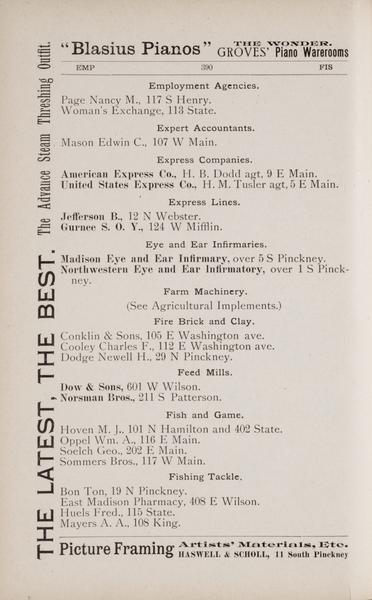 "Blasius Pianos" THE WONDER.
GROVES' Piano Warerooms
EMP 390 FIS
Employment Agencies.
Page Nancy M., 117 S Henry.
Woman's Exchange, 113 State.
Expert Accountants.
Mason Edwin C., 107 W Main.
Express Companies.
American Express Co., H. B. Dodd agt, 9 E Main.
United States Express Co., H. M. Tusler agt, 5 E Main.
Express Lines.
Jefferson B., 12 N Webster.
Gurnee S. O. Y., 124 W Mifflin.
Eye and Ear Infirmaries.
Madison Eye and Ear Infirmary, over 5 S Pinckney.
Northwestern Eye and Ear Infirmatory, over 1 S Pinck-
ney.
Farm Machinery.
(See Agricultural Implements.)
Fire Brick and Clay.
Conklin & Sons, 105 E Washington ave.
Cooley Charles F., 112 E Washington ave.
Dodge Newell H., 29 N Pinckney.
Feed Mills.
Dow & Sons, 601 W Wilson.
Norsman Bros., 211 S Patterson.
Fish and Game.
Hoven M. J., 101 N Hamilton and 402 State.
Oppel Wm. A., 116 E Main.
Soelch Geo., 202 E Main.
Sommers Bros., 117 W Main.
Fishing Tackle.
Bon Ton, 19 N Pinckney.
East Madison Pharmacy, 408 E Wilson.
Huels Fred., 115 State.
Mayers A. A., 108 King.
Picture Framing Artists' Materials, Etc.
HASWELL & SCHOLL, 11 South Pinckney
THE LATEST, THE BEST. The Advance Steam Threshing Outfit.